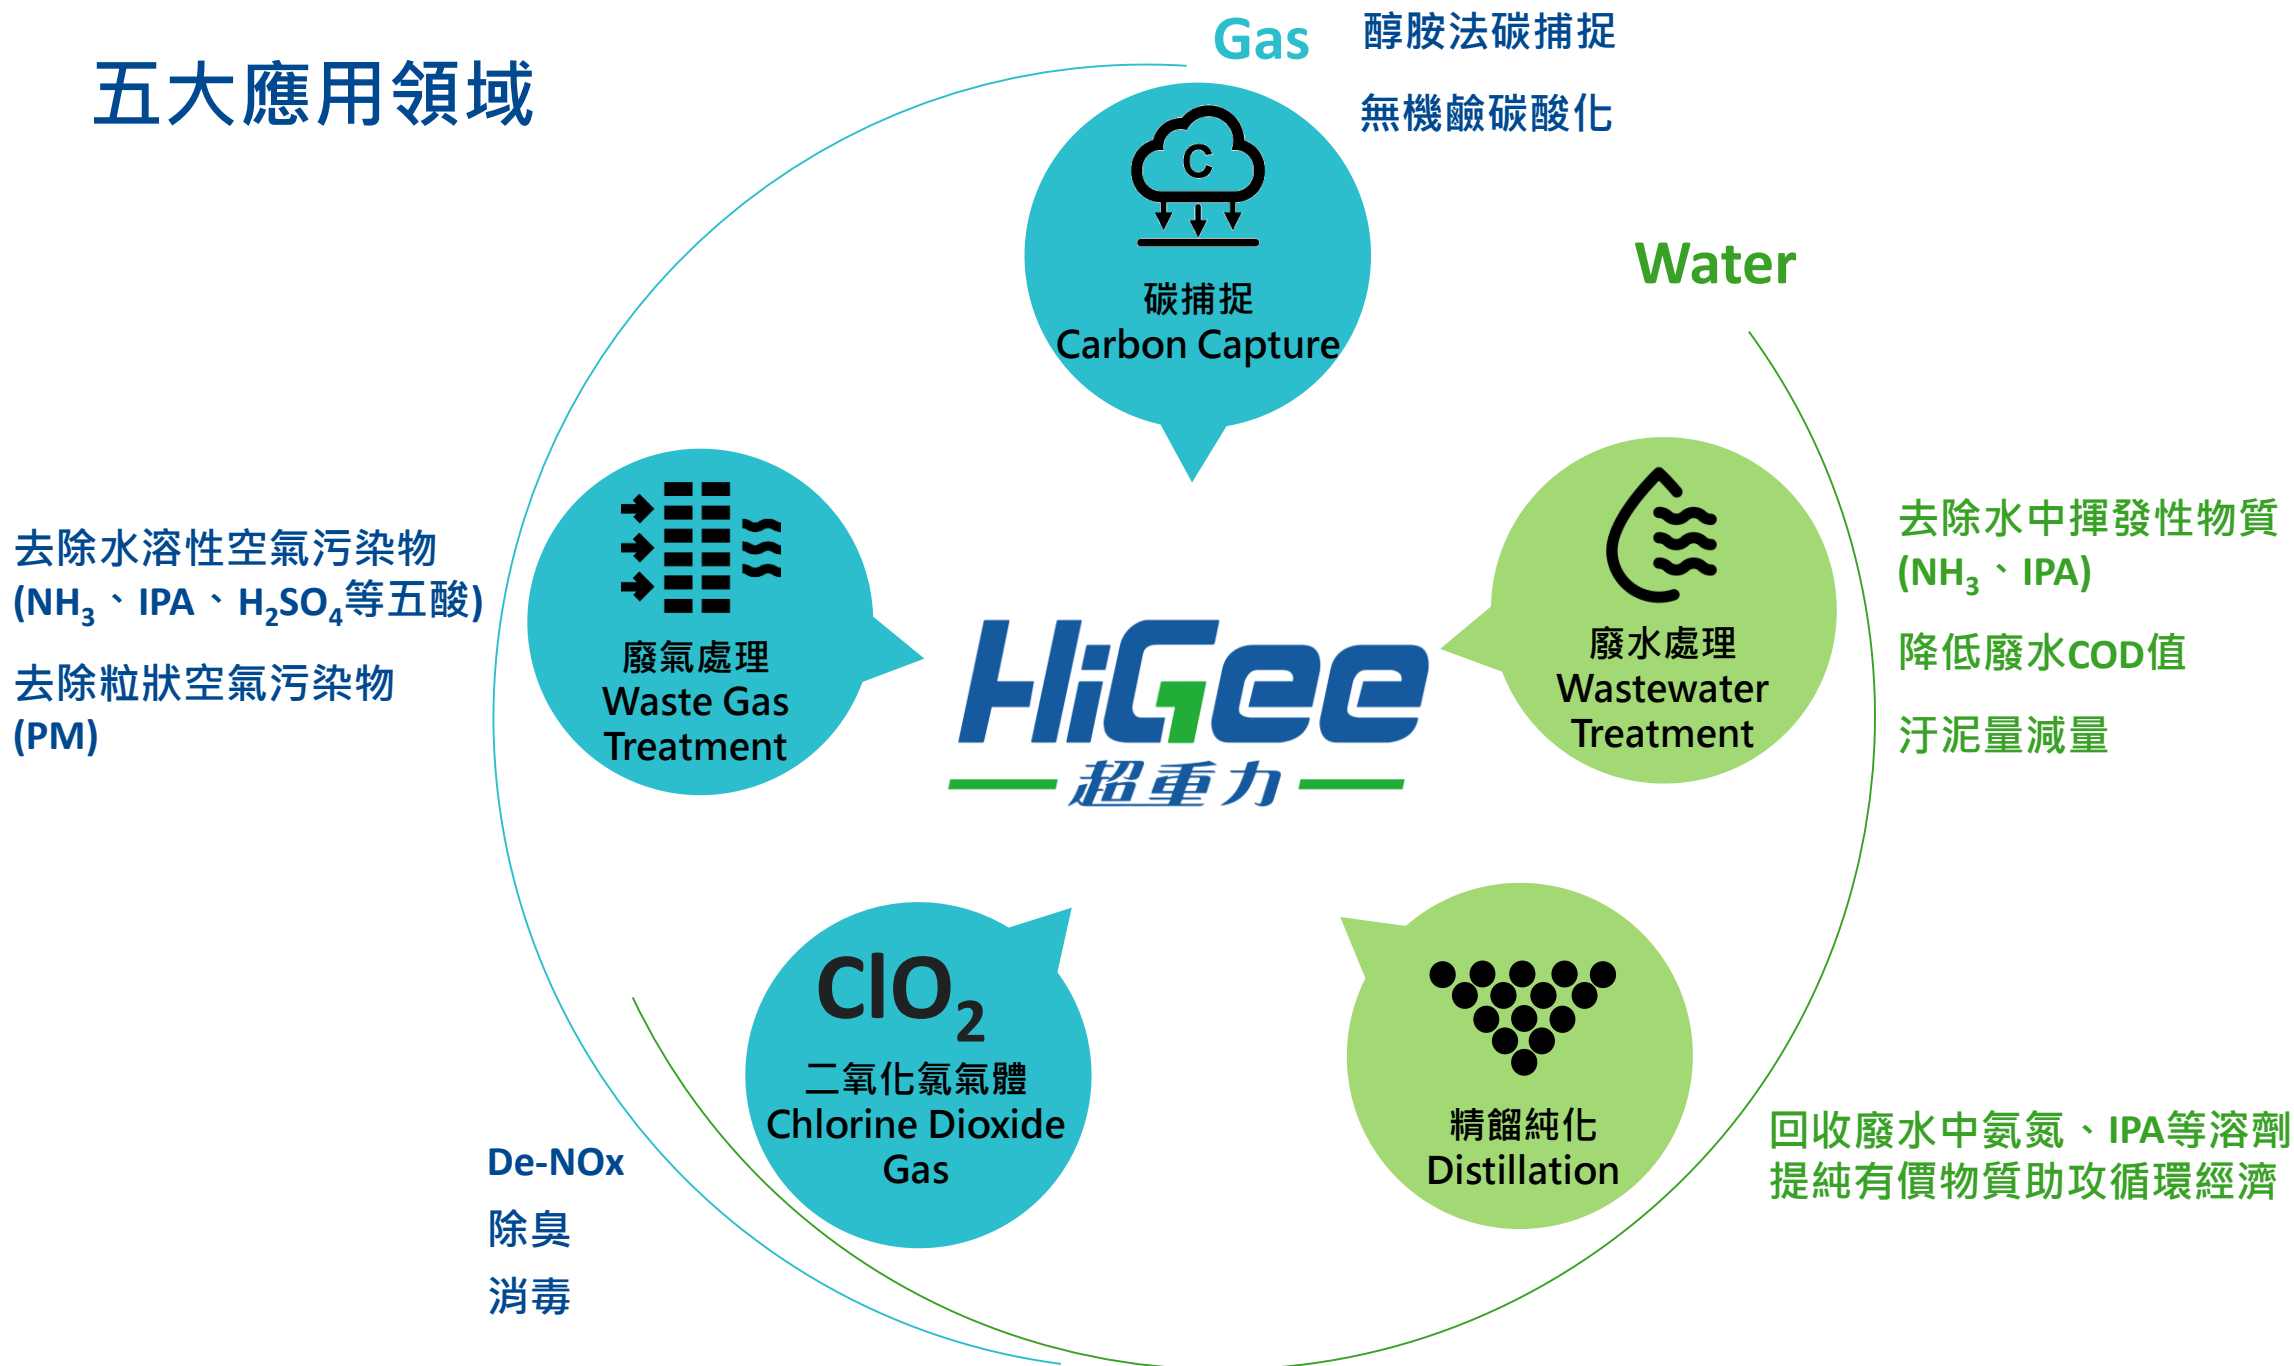 五大應用領域
Gas
醇胺法碳捕捉
無機鹼碳酸化
C
碳捕捉
Carbon Capture
Water
去除水溶性空氣污染物
(NH₃、IPA、H₂SO₄等五酸)
去除粒狀空氣污染物
(PM)
廢氣處理
Waste Gas
Treatment
HiGee
超重力
廢水處理
Wastewater
Treatment
去除水中揮發性物質
(NH₃、IPA)
降低廢水COD值
汙泥量減量
ClO₂
二氧化氯氣體
Chlorine Dioxide
Gas
De-NOx
除臭
消毒
精餾純化
Distillation
回收廢水中氨氮、IPA等溶劑
提純有價物質助攻循環經濟